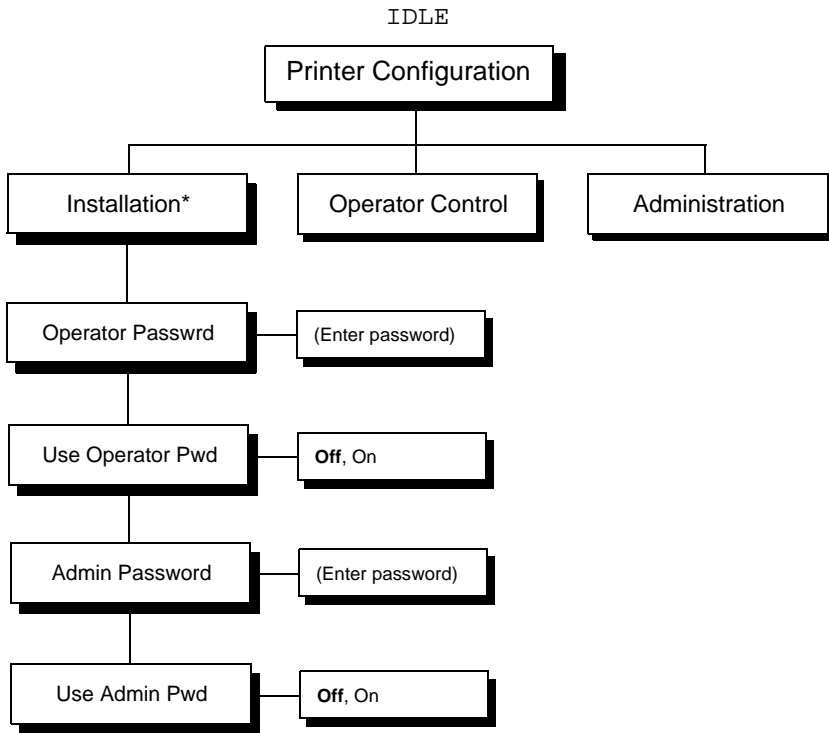 IDLE
Printer Configuration
Installation*
Operator Control
Administration
Operator Passwrd
(Enter password)
Use Operator Pwd
Off, On
Admin Password
(Enter password)
Use Admin Pwd
Off, On